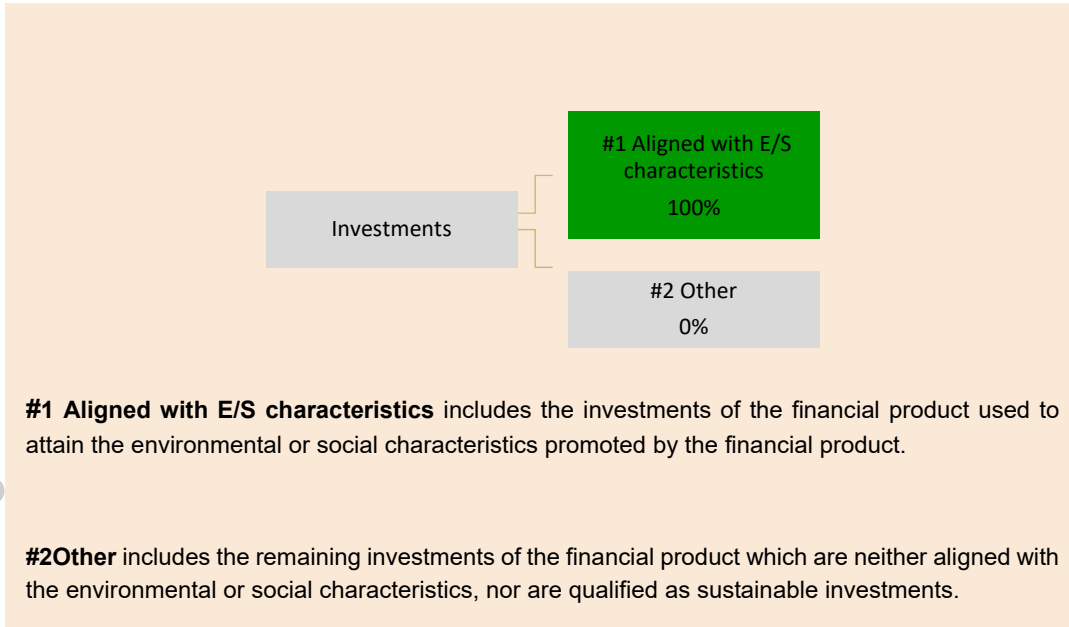 #1 Aligned with E/S
characteristics
100%
Investments
#2 Other
0%
#1 Aligned with E/S characteristics includes the investments of the financial product used to
attain the environmental or social characteristics promoted by the financial product.
#2Other includes the remaining investments of the financial product which are neither aligned with
the environmental or social characteristics, nor are qualified as sustainable investments.